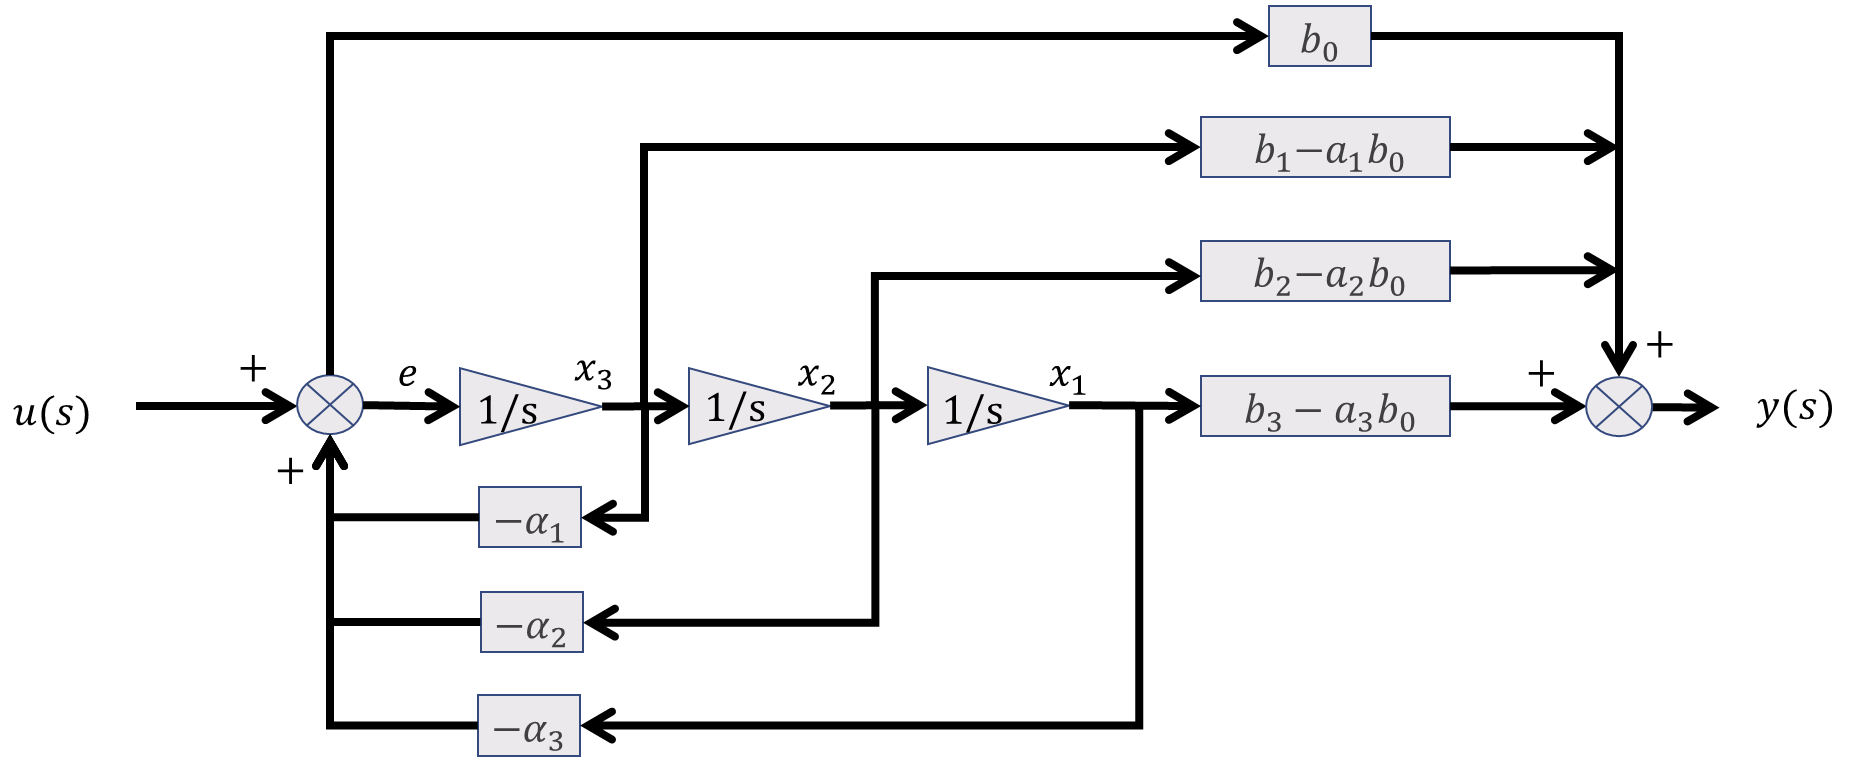 b₀
b₁−a₁b₀
b₂−a₂b₀
+
+
+
e
x₃
x₂
x₁
u(s)
1/s
1/s
1/s
b₃ − a₃b₀
y(s)
+
−α₁
−α₂
−α₃